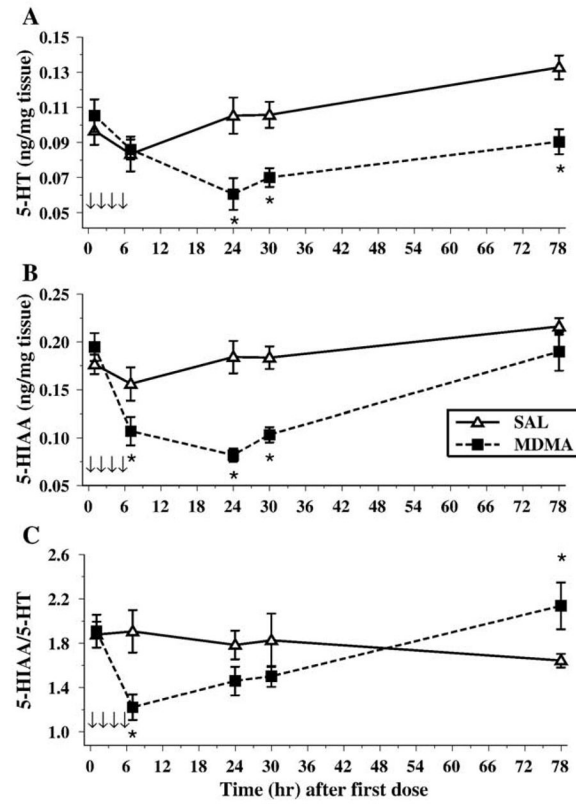 A
5-HT (ng/mg tissue)
0.15
0.13
0.11
0.09
0.07
0.05
↓↓↓↓
* * *
0 6 12 18 24 30 36 42 48 54 60 66 72 78
B
5-HIAA (ng/mg tissue)
0.25
0.20
0.15
0.10
0.05
↓↓↓↓
* * *
SAL
MDMA
0 6 12 18 24 30 36 42 48 54 60 66 72 78
C
5-HIAA/5-HT
2.6
2.2
1.8
1.4
1.0
*
↓↓↓↓
*
0 6 12 18 24 30 36 42 48 54 60 66 72 78
Time (hr) after first dose